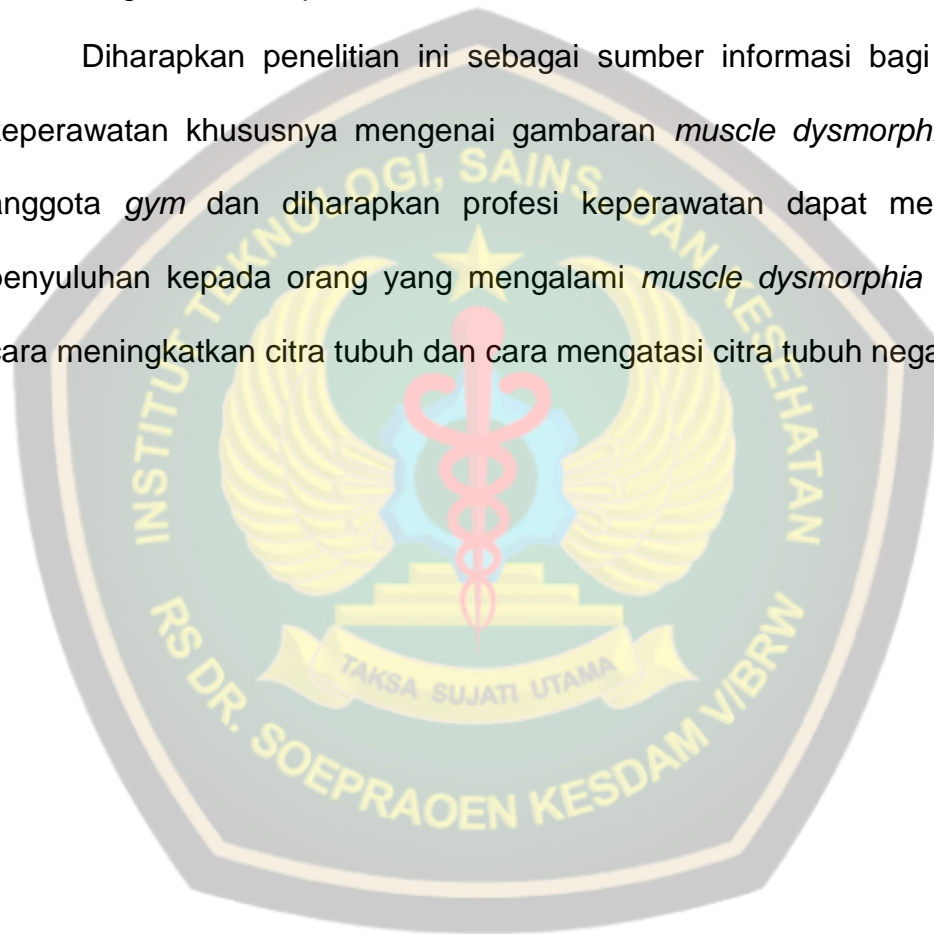 Diharapkan penelitian ini sebagai sumber informasi bagi
keperawatan khususnya mengenai gambaran muscle dysmorph
anggota gym dan diharapkan profesi keperawatan dapat me
penyuluhan kepada orang yang mengalami muscle dysmorphia
cara meningkatkan citra tubuh dan cara mengatasi citra tubuh nega
INSTITUT TEKNOLOGI, SAINS, DAN KESEHATAN
TAKSA SUJATI UTAMA
RS DR. SOEPRAOEN KESDAM V/BRW